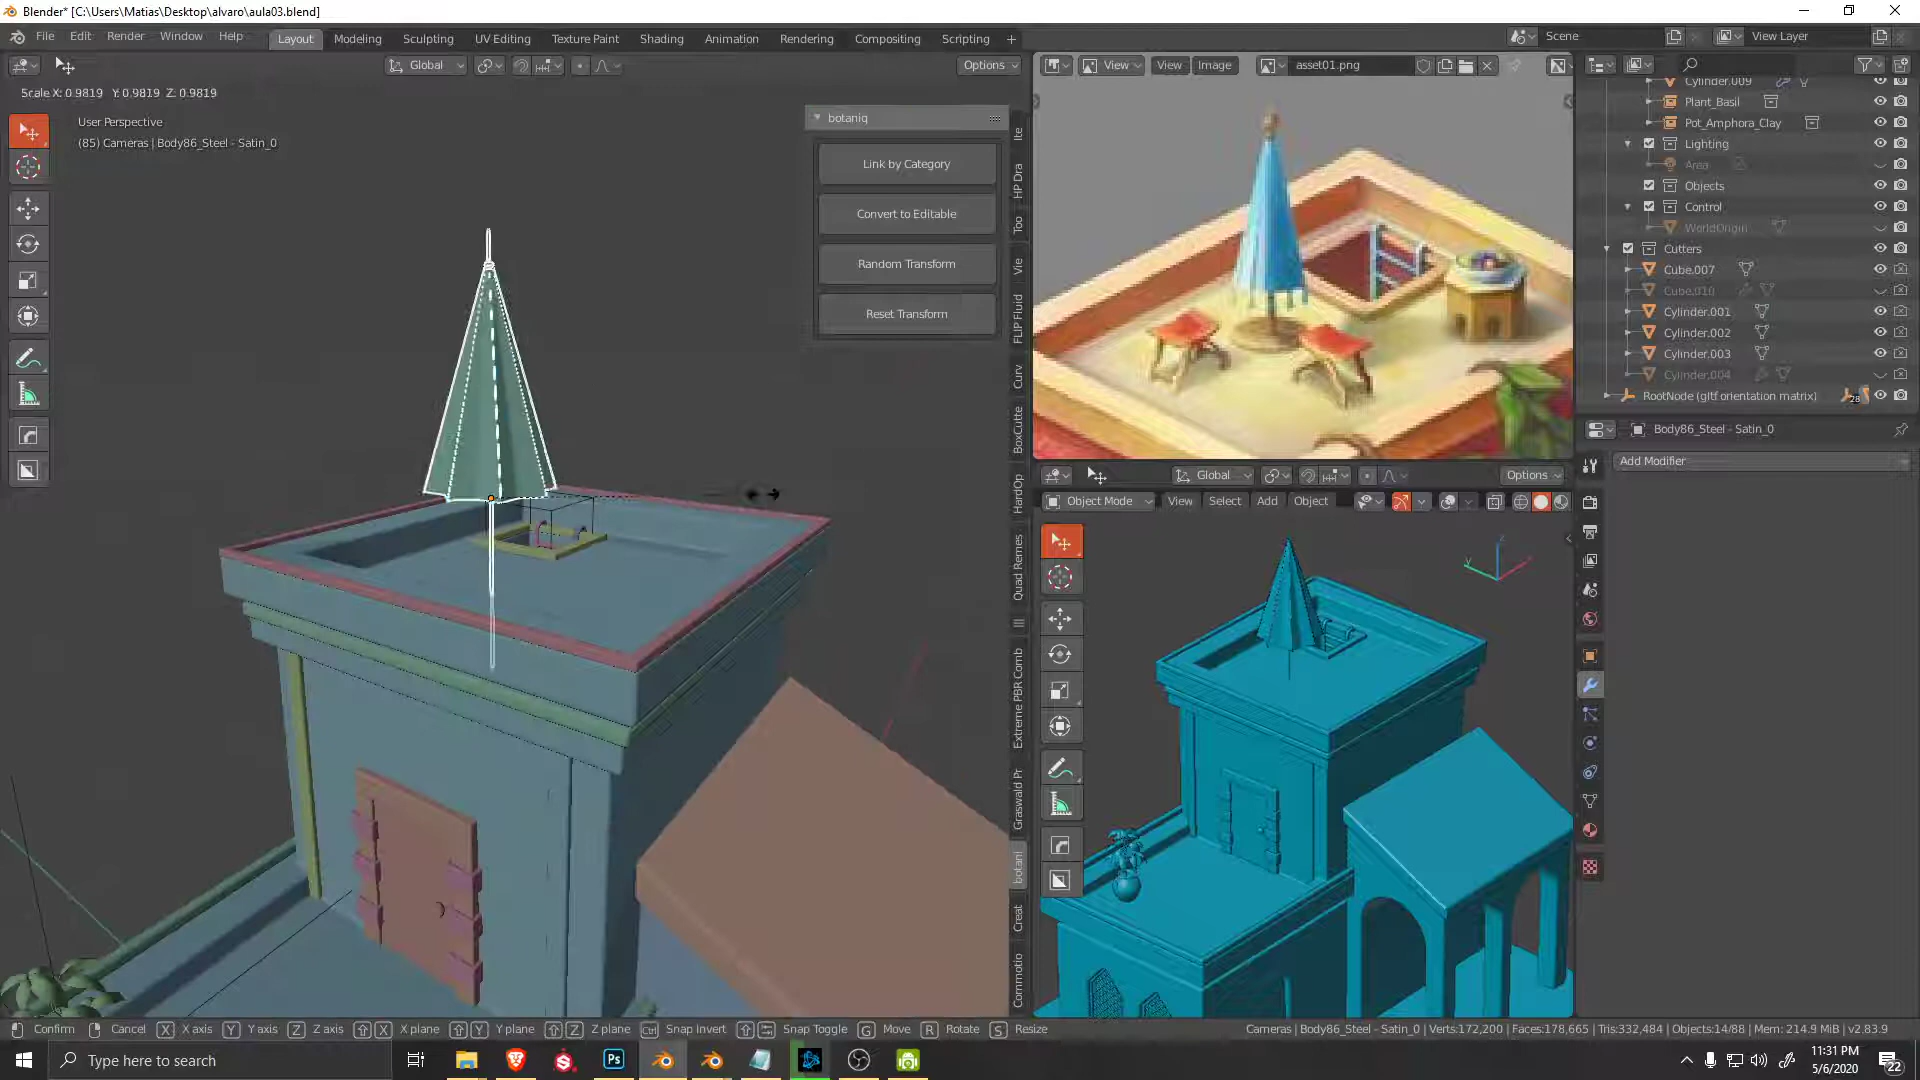 Blender* [C:\Users\Matias\Desktop\alvaro\aula03.blend]
File Edit Render Window Help Layout Modeling Sculpting UV Editing Texture Paint Shading Animation Rendering Compositing Scripting + Scene View Layer
Global Options View View Image asset01.png
Scale X: 0.9819 Y: 0.9819 Z: 0.9819
User Perspective
(85) Cameras | Body86_Steel - Satin_0
botaniq
Link by Category
Convert to Editable
Random Transform
Reset Transform
Ite
HP Dra
Too
Vie
FLIP Fluid
Curv
BoxCutte
HardOp
Quad Remes
Extreme PBR Comb
Graswald Pr
botani
Creat
Commotio
Cylinder.009
Plant_Basil
Pot_Amphora_Clay
Lighting
Area
Objects
Control
WorldOrigin
Cutters
Cube.007
Cube.010
Cylinder.001
Cylinder.002
Cylinder.003
Cylinder.004
RootNode (gltf orientation matrix) 28
Body86_Steel - Satin_0
Add Modifier
Global Options
Object Mode View Select Add Object
Z
Y
Confirm Cancel X X axis Y Y axis Z Z axis X X plane Y Y plane Z Z plane Ctrl Snap Invert Snap Toggle G Move R Rotate S Resize
Cameras | Body86_Steel - Satin_0 | Verts:172,200 | Faces:178,665 | Tris:332,484 | Objects:14/88 | Mem: 214.9 MiB | v2.83.9
Type here to search
Ps
11:31 PM
5/6/2020
22